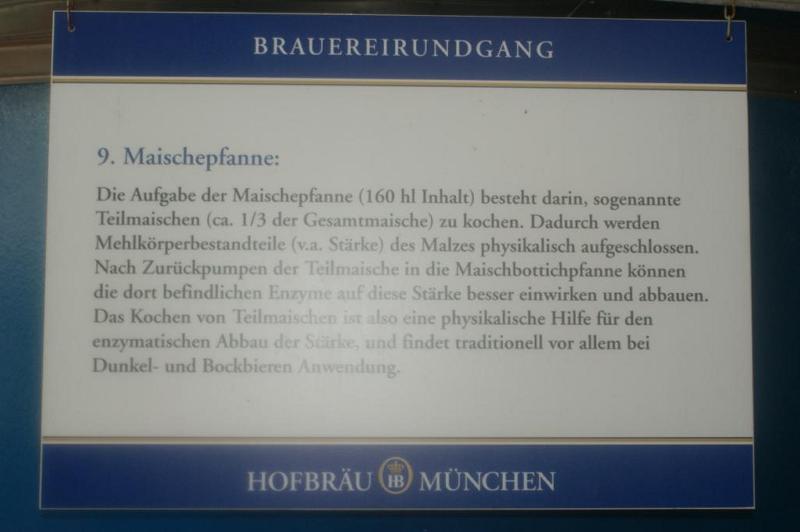 BRAUEREIRUNDGANG
9. Maischepfanne:
Die Aufgabe der Maischepfanne (160 hl Inhalt) besteht darin, sogenannte
Teilmaischen (ca. 1/3 der Gesamtmaische) zu kochen. Dadurch werden
Mehlkörperbestandteile (v.a. Stärke) des Malzes physikalisch aufgeschlossen.
Nach Zurückpumpen der Teilmaische in die Maischbottichpfanne können
die dort befindlichen Enzyme auf diese Stärke besser einwirken und abbauen.
Das Kochen von Teilmaischen ist also eine physikalische Hilfe für den
enzymatischen Abbau der Stärke, und findet traditionell vor allem bei
Dunkel- und Bockbieren Anwendung.
HOFBRÄU HB MÜNCHEN